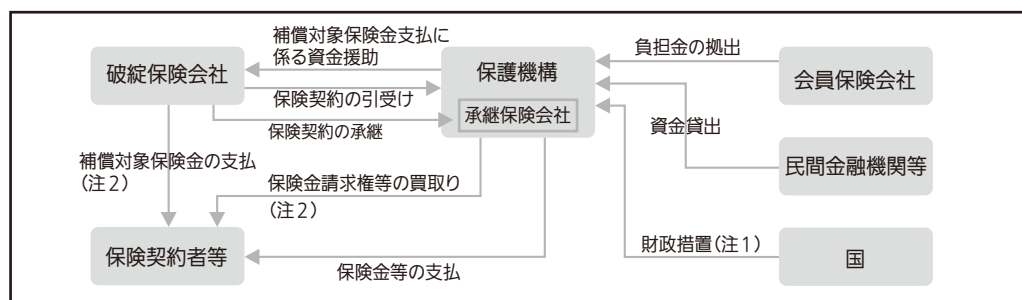 補償対象保険金支払に
係る資金援助
負担金の拠出
破綻保険会社
保護機構
会員保険会社
保険契約の引受け
承継保険会社
保険契約の承継
資金貸出
補償対象保険金の支払
(注2)
民間金融機関等
保険金請求権等の買取り
(注2)
財政措置(注1)
保険契約者等
国
保険金等の支払